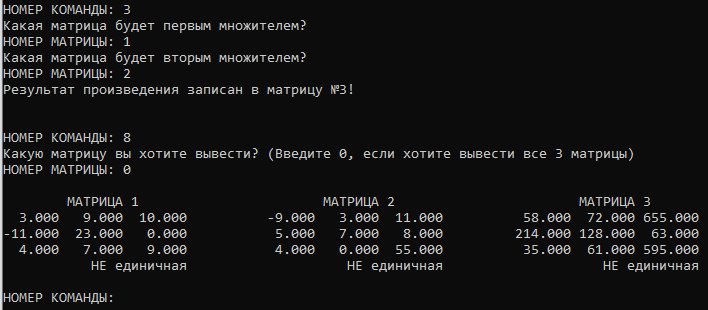 НОМЕР КОМАНДЫ: 3
Какая матрица будет первым множителем?
НОМЕР МАТРИЦЫ: 1
Какая матрица будет вторым множителем?
НОМЕР МАТРИЦЫ: 2
Результат произведения записан в матрицу №3!
НОМЕР КОМАНДЫ: 8
Какую матрицу вы хотите вывести? (Введите 0, если хотите вывести все 3 матрицы)
НОМЕР МАТРИЦЫ: 0
МАТРИЦА 1 МАТРИЦА 2 МАТРИЦА 3
3.000 9.000 10.000 -9.000 3.000 11.000 58.000 72.000 655.000
-11.000 23.000 0.000 5.000 7.000 8.000 214.000 128.000 63.000
4.000 7.000 9.000 4.000 0.000 55.000 35.000 61.000 595.000
НЕ единичная НЕ единичная НЕ единичная
НОМЕР КОМАНДЫ: